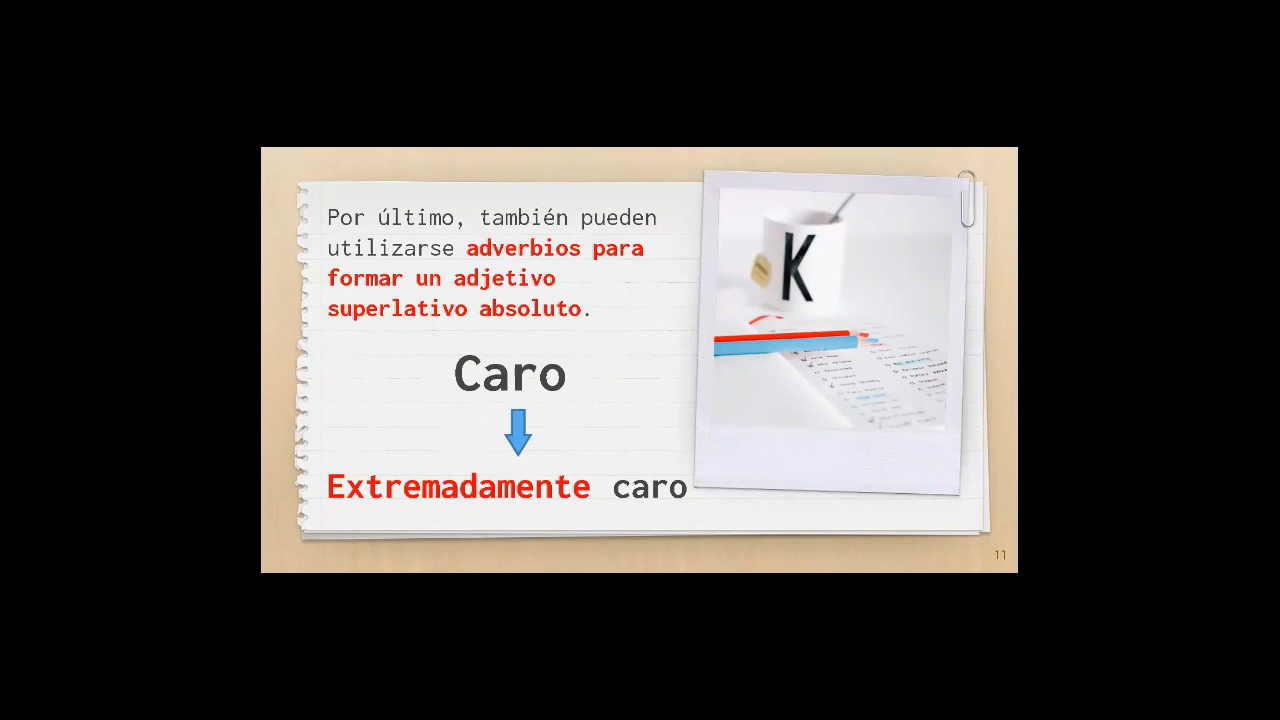 Por último, también pueden
utilizarse adverbios para
formar un adjetivo
superlativo absoluto.
Caro
Extremadamente caro
K
11